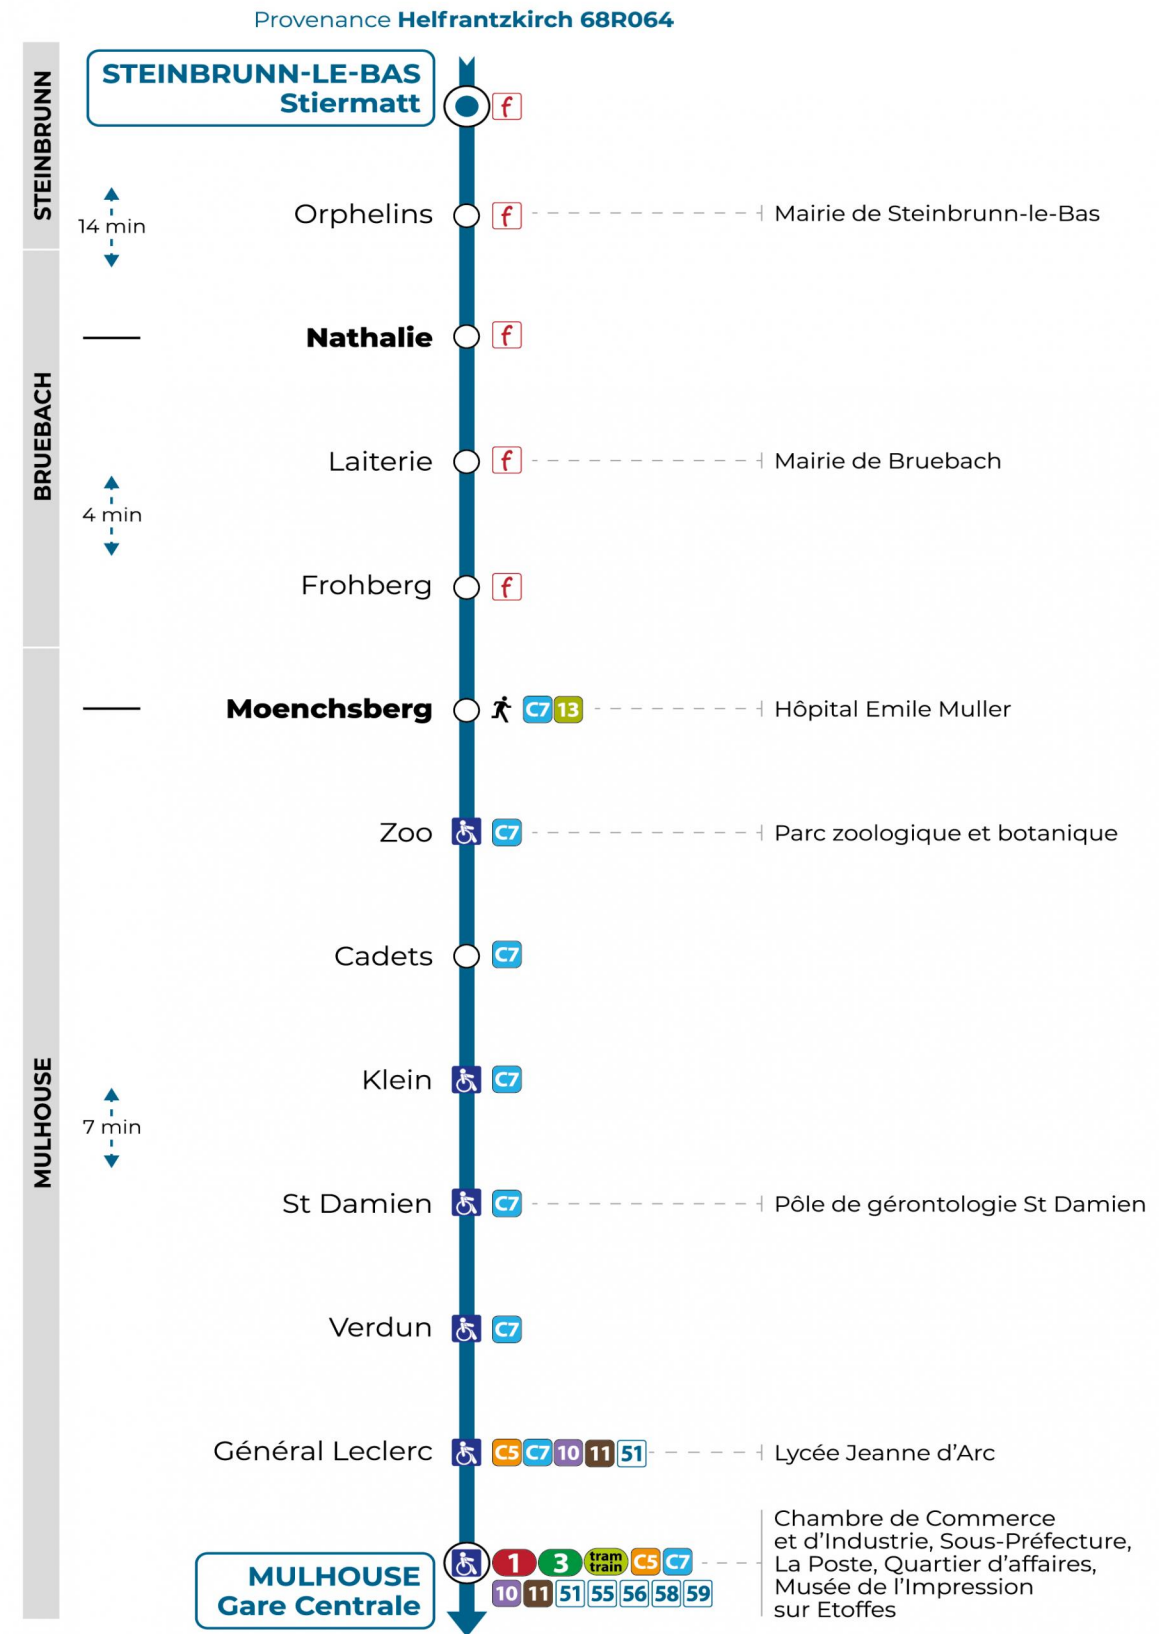 Provenance Helfrantzkirch 68R064
STEINBRUNN
STEINBRUNN-LE-BAS
Stiermatt
f
14 min
Orphelins
f
Mairie de Steinbrunn-le-Bas
BRUEBACH
Nathalie
f
Laiterie
f
Mairie de Bruebach
4 min
Frohberg
f
MULHOUSE
Moenchsberg
C7 13
Hôpital Emile Muller
Zoo
C7
Parc zoologique et botanique
Cadets
C7
Klein
C7
7 min
St Damien
C7
Pôle de gérontologie St Damien
Verdun
C7
Général Leclerc
C5 C7 10 11 51
Lycée Jeanne d’Arc
MULHOUSE
Gare Centrale
1 3 tram train C5 C7
10 11 51 55 56 58 59
Chambre de Commerce
et d’Industrie, Sous-Préfecture,
La Poste, Quartier d’affaires,
Musée de l’Impression
sur Etoffes